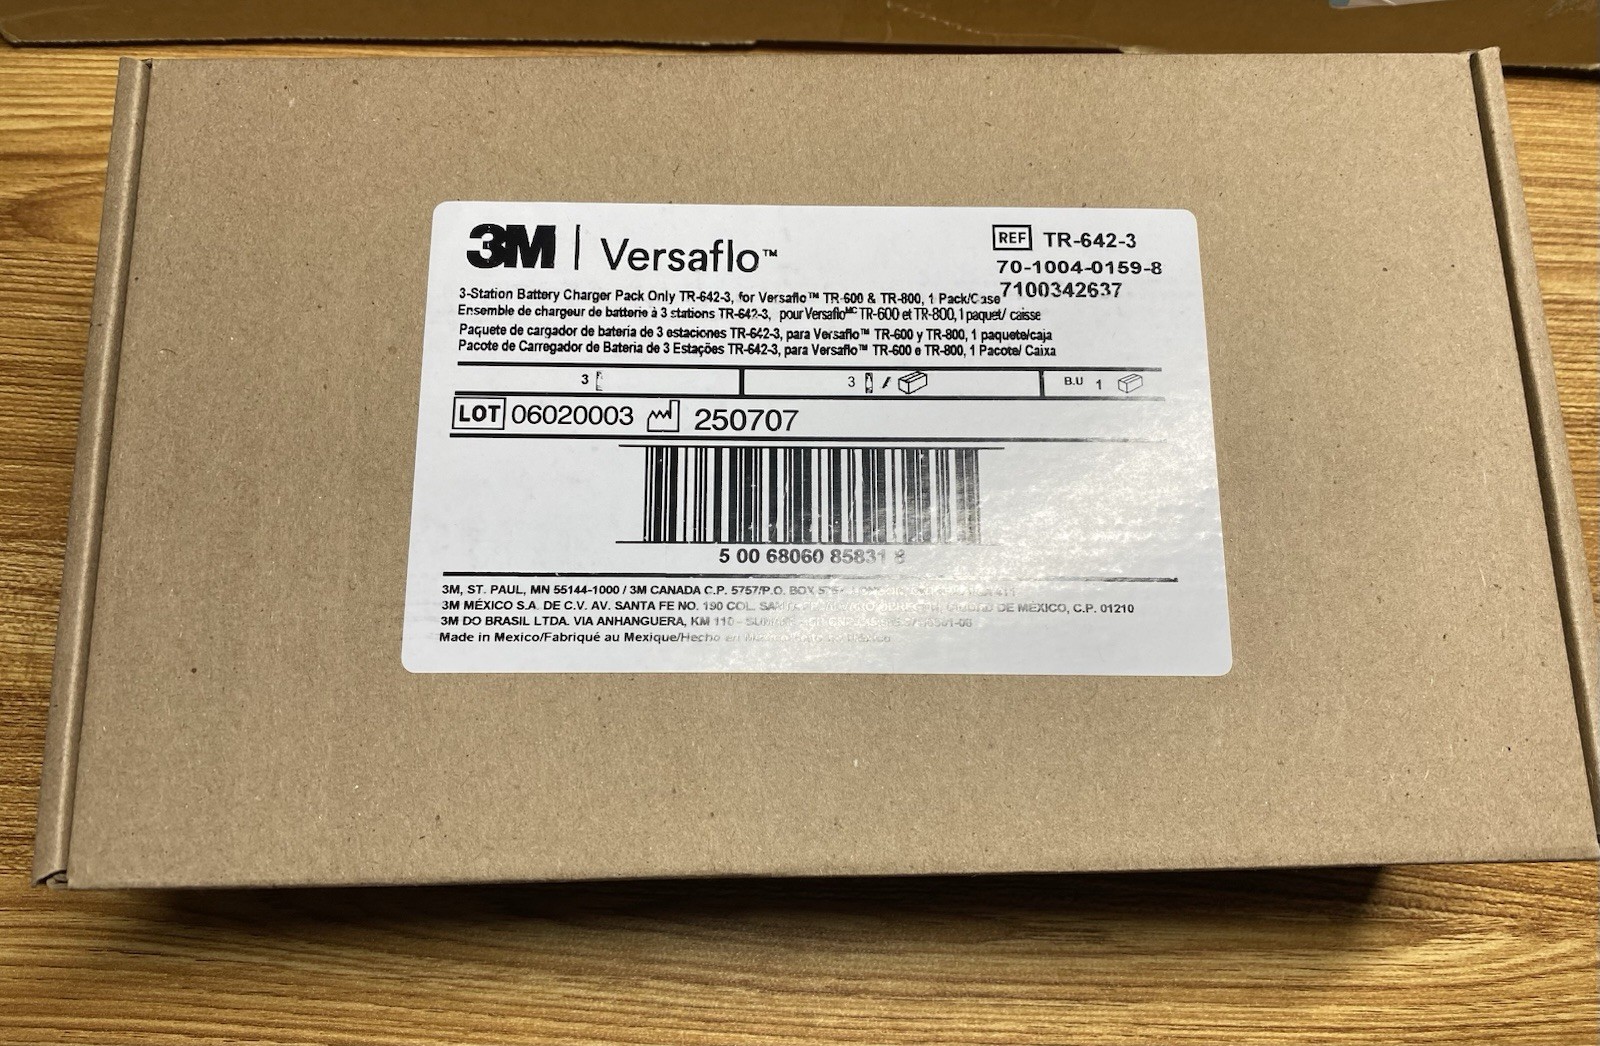 3M | Versaflo™
REF TR-642-3
70-1004-0159-8
7100342637
3-Station Battery Charger Pack Only TR-642-3, for Versaflo™ TR-600 & TR-800, 1 Pack/Case
Ensemble de chargeur de batterie à 3 stations TR-642-3, pour Versaflo MC TR-600 et TR-800, 1 paquet/ caisse
Paquete de cargador de bateria de 3 estaciones TR-642-3, para Versaflo™ TR-600 y TR-800, 1 paquete/caja
Pacote de Carregador de Bateria de 3 Estações TR-642-3, para Versaflo™ TR-600 e TR-800, 1 Pacote/ Caixa
3 3 / B.U 1
LOT 06020003 250707
5 00 68060 85831 8
3M, ST. PAUL, MN 55144-1000 / 3M CANADA C.P. 5757/P.O. BOX
3M MÉXICO S.A. DE C.V. AV. SANTA FE NO. 190 COL. DE MÉXICO, C.P. 01210
3M DO BRASIL LTDA. VIA ANHANGUERA, KM 110 -
Made in Mexico/Fabriqué au Mexique/Hecho en